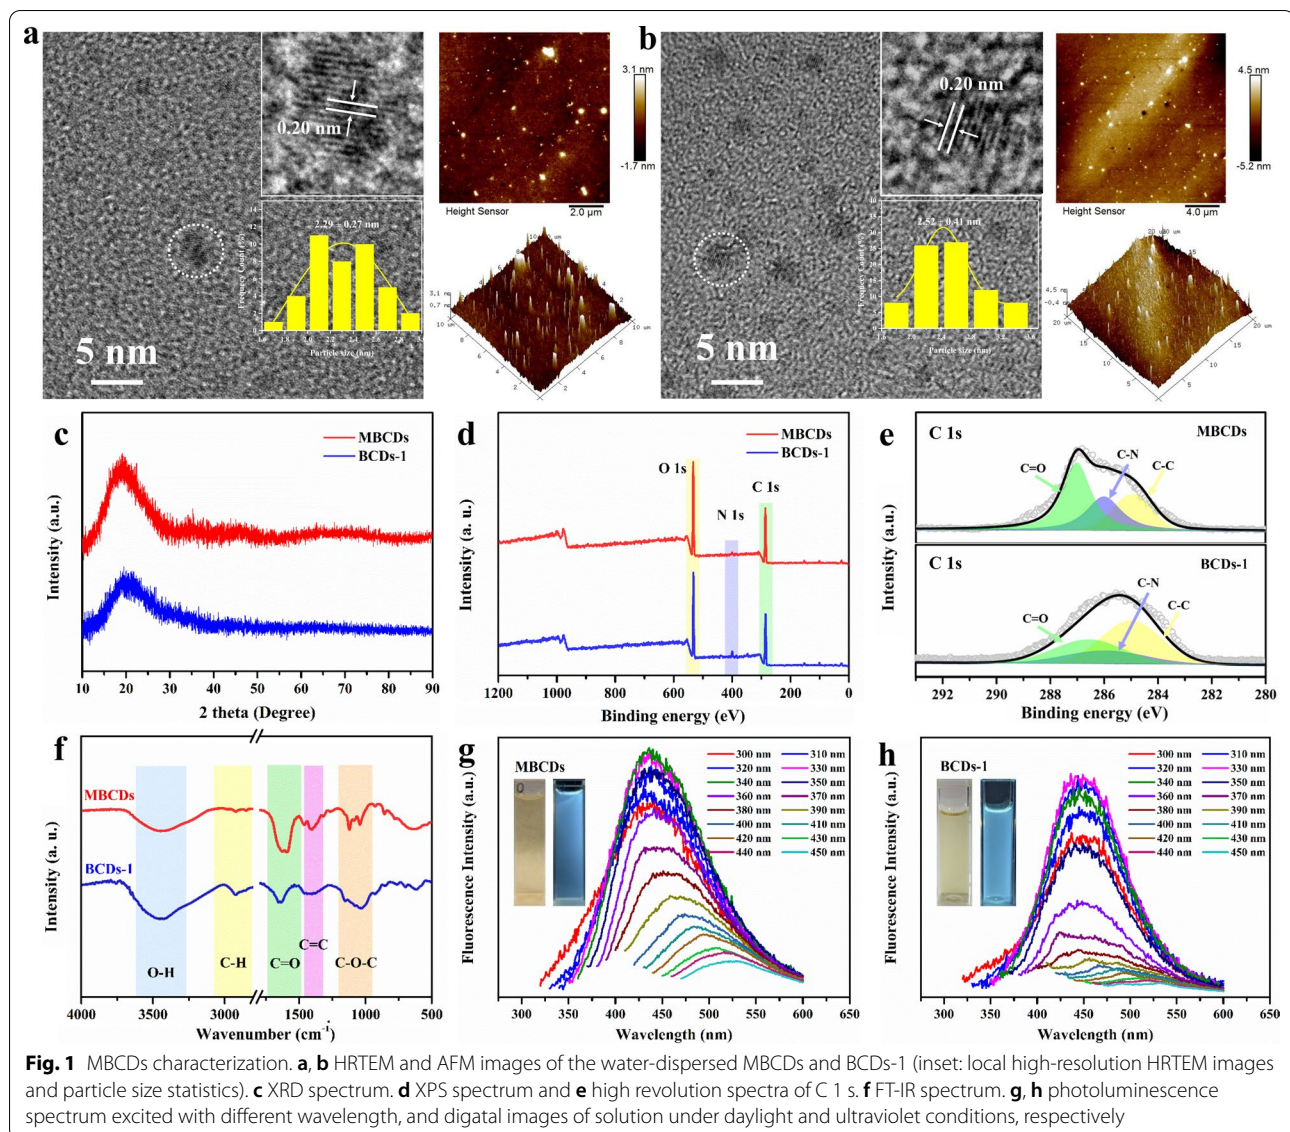 a
0.20 nm
2.29 ± 0.27 nm
Particle size (nm)
5 nm
3.1 nm
-1.7 nm
Height Sensor
2.0 μm
b
0.20 nm
2.52 ± 0.41 nm
Particle size (nm)
5 nm
4.5 nm
-5.2 nm
Height Sensor
4.0 μm
c
MBCDs
BCDs-1
Intensity (a.u.)
10 20 30 40 50 60 70 80 90
2 theta (Degree)
d
MBCDs
BCDs-1
O 1s
C 1s
N 1s
Intensity (a. u.)
1200 1000 800 600 400 200 0
Binding energy (eV)
e
C 1s
MBCDs
C=O
C-N
C-C
C 1s
BCDs-1
C-N
C=O
C-C
Intensity (a.u.)
290 288 286 284 282 280
Binding energy (eV)
f
MBCDs
BCDs-1
O-H
C-H
C=O
C=C
C-O-C
Intensity (a. u.)
4000 3500 3000 1500 1000 500
Wavenumber (cm-1)
g
MBCDs
300 nm 310 nm
320 nm 330 nm
340 nm 350 nm
360 nm 370 nm
380 nm 390 nm
400 nm 410 nm
420 nm 430 nm
440 nm 450 nm
Fluorescence Intensity (a.u.)
300 350 400 450 500 550 600 650
Wavelength (nm)
h
BCDs-1
300 nm 310 nm
320 nm 330 nm
340 nm 350 nm
360 nm 370 nm
380 nm 390 nm
400 nm 410 nm
420 nm 430 nm
440 nm 450 nm
Fluorescence Intensity (a.u.)
300 350 400 450 500 550 600 650
Wavelength (nm)
Fig. 1 MBCDs characterization. a, b HRTEM and AFM images of the water-dispersed MBCDs and BCDs-1 (inset: local high-resolution HRTEM images
and particle size statistics). c XRD spectrum. d XPS spectrum and e high revolution spectra of C 1 s. f FT-IR spectrum. g, h photoluminescence
spectrum excited with different wavelength, and digatal images of solution under daylight and ultraviolet conditions, respectively